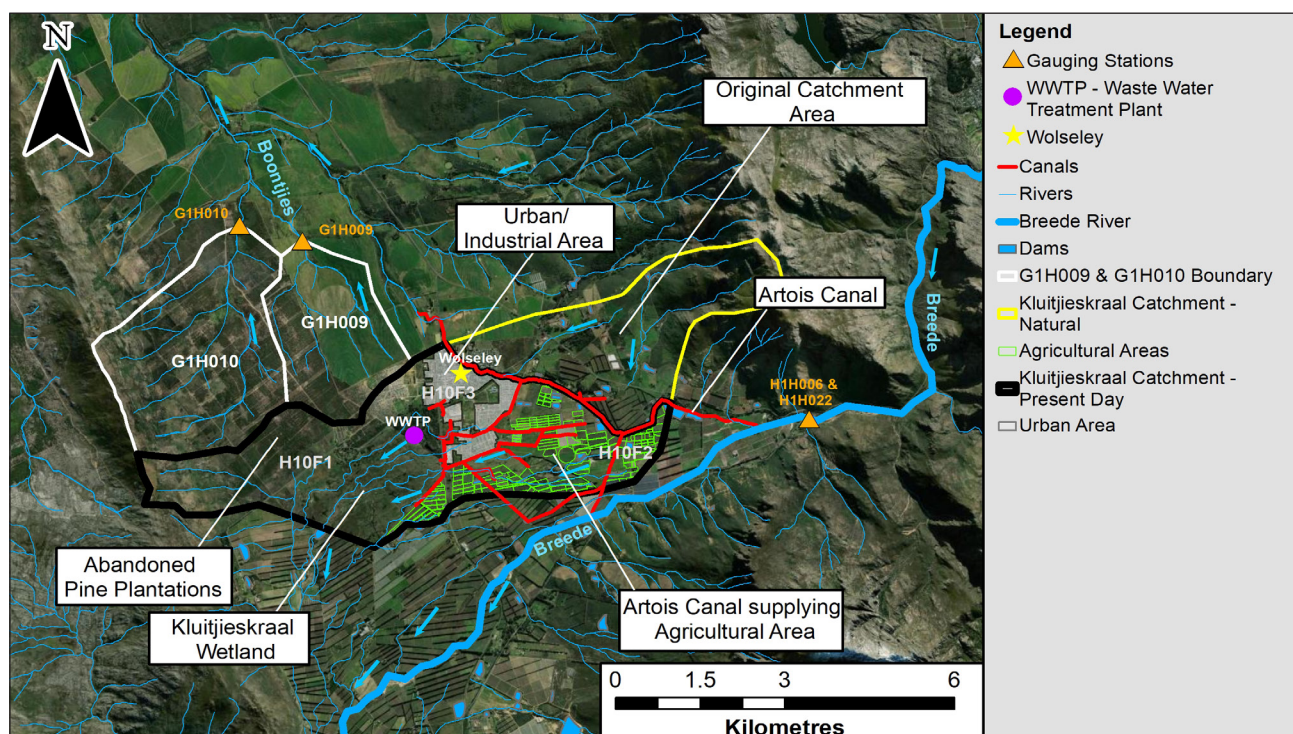 N
Original Catchment
Area
Boontjies
G1H010
G1H009
Urban/
Industrial Area
Artois Canal
Breede
G1H009
G1H010
Wolseley
H10F3
H1H006 &
H1H022
WWTP
H10F2
H10F1
Breede
Abandoned
Pine Plantations
Kluitjieskraal
Wetland
Artois Canal supplying
Agricultural Area
0 1.5 3 6
Kilometres
Legend
Gauging Stations
WWTP - Waste Water
Treatment Plant
Wolseley
Canals
Rivers
Breede River
Dams
G1H009 & G1H010 Boundary
Kluitjieskraal Catchment -
Natural
Agricultural Areas
Kluitjieskraal Catchment -
Present Day
Urban Area